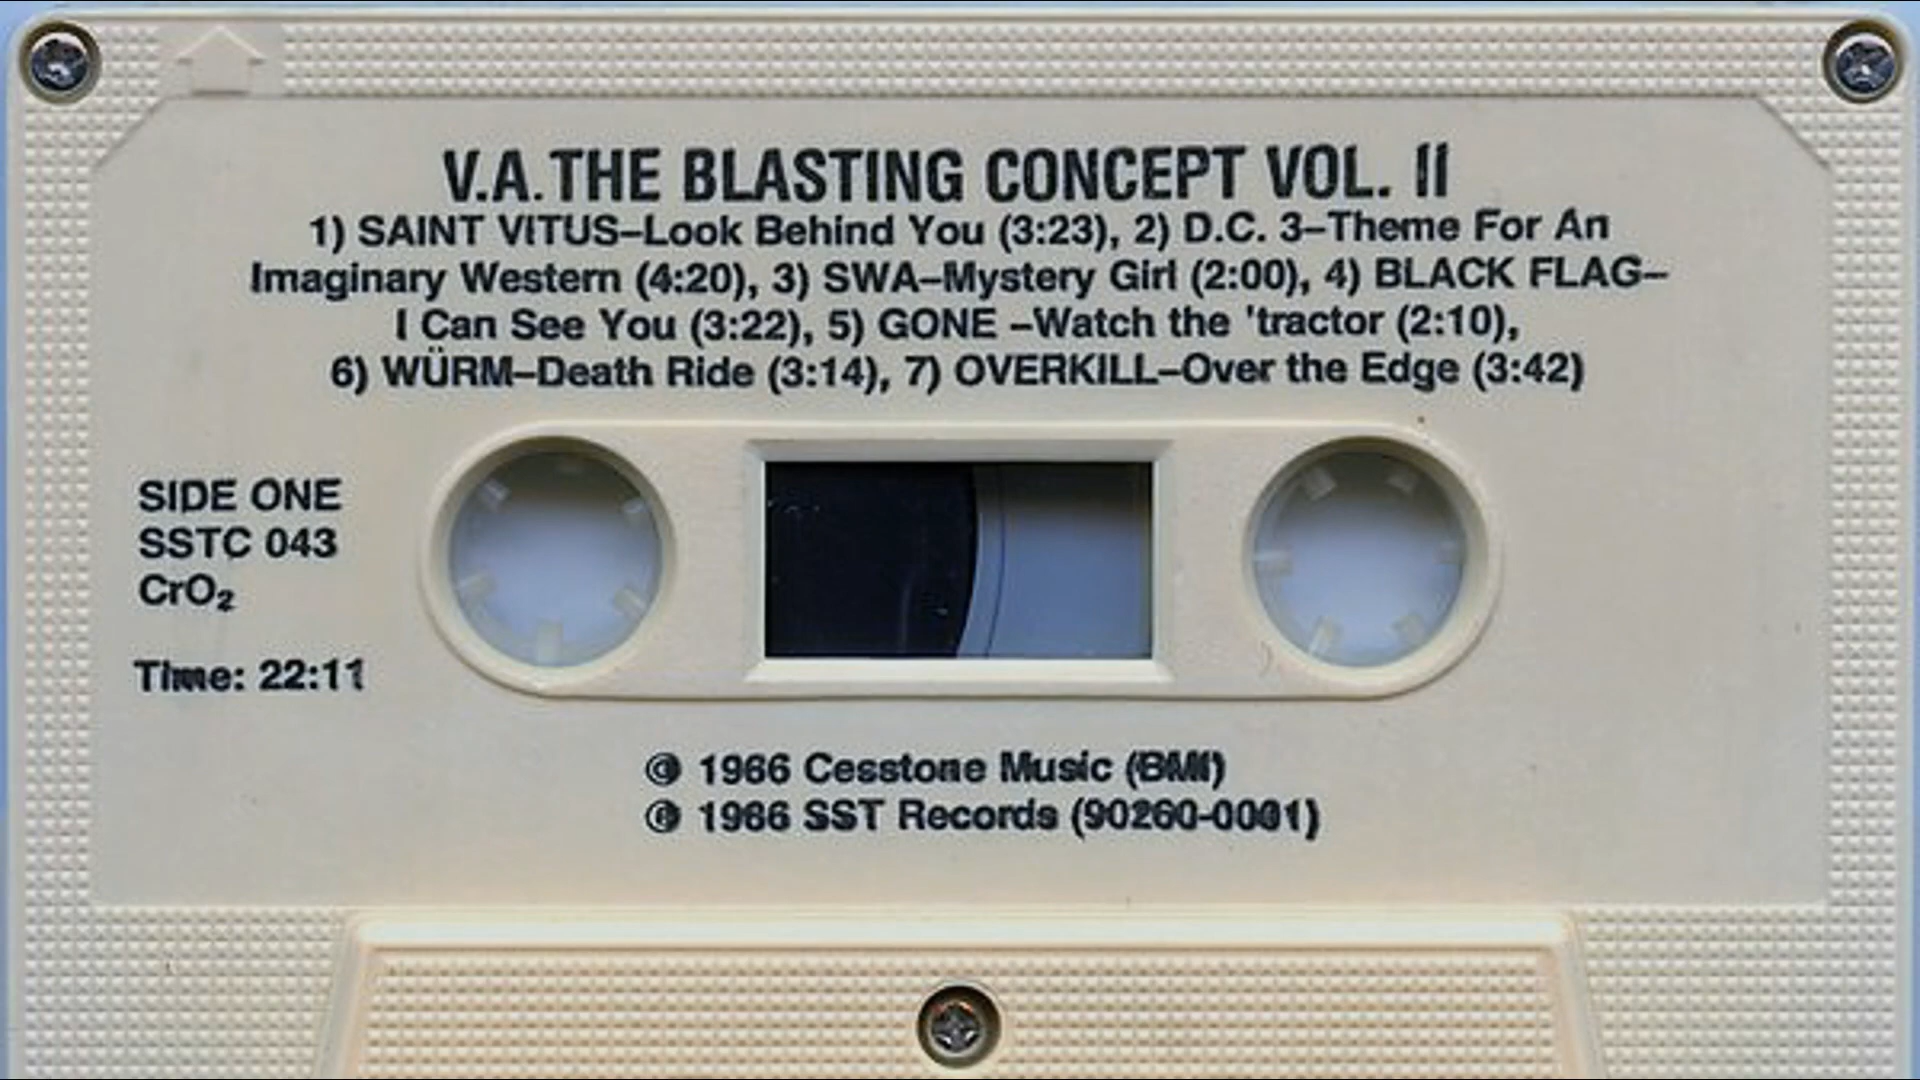 V.A. THE BLASTING CONCEPT VOL. II
1) SAINT VITUS–Look Behind You (3:23), 2) D.C. 3–Theme For An
Imaginary Western (4:20), 3) SWA–Mystery Girl (2:00), 4) BLACK FLAG–
I Can See You (3:22), 5) GONE –Watch the 'tractor (2:10),
6) WÜRM–Death Ride (3:14), 7) OVERKILL–Over the Edge (3:42)
SIDE ONE
SSTC 043
CrO₂
Time: 22:11
© 1986 Cesstone Music (BMI)
℗ 1986 SST Records (90260-0001)